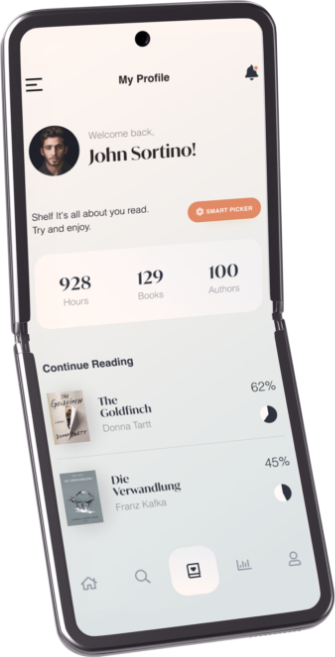 My Profile
Welcome back,
John Sortino!
Shelf It's all about you read.
Try and enjoy.
SMART PICKER
928
129
100
Hours
Books
Authors
Continue Reading
The
Goldfinch
Donna Tartt
62%
Die
Verwandlung
Franz Kafka
45%